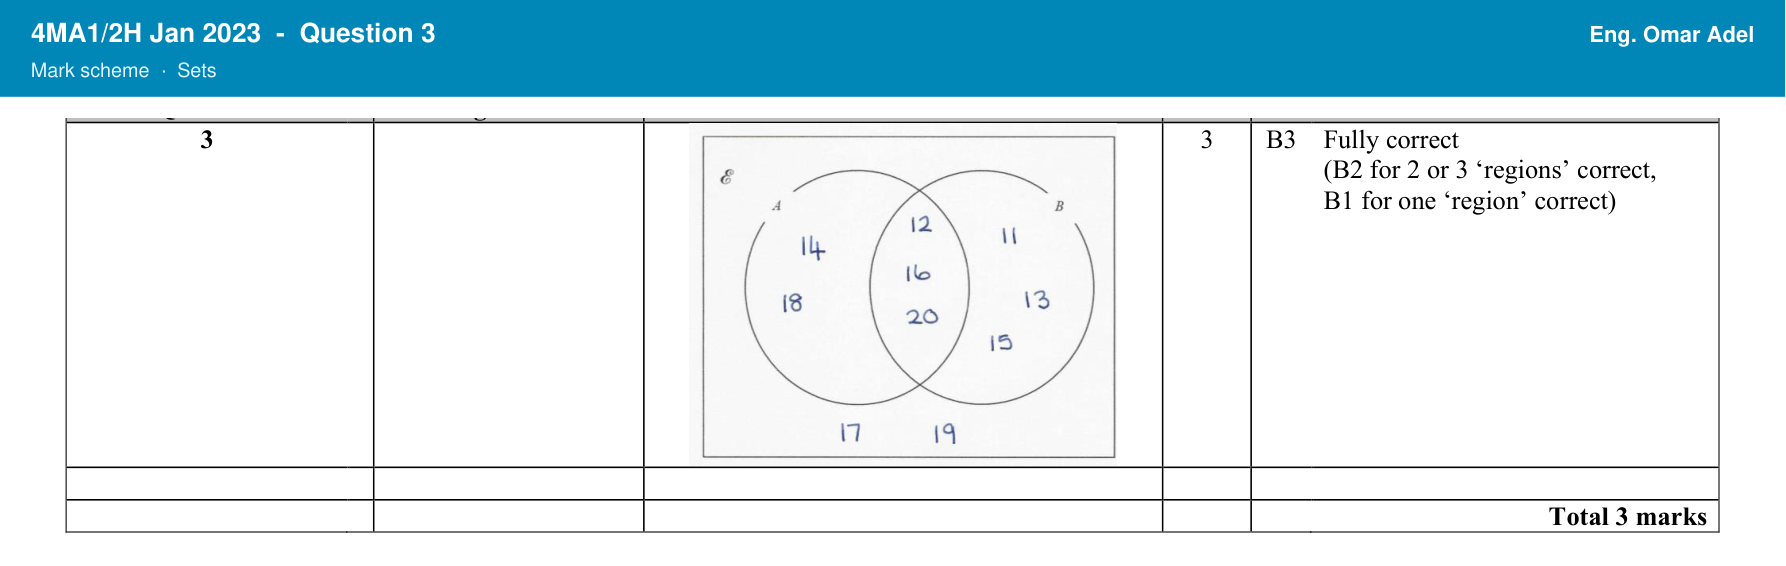 4MA1/2H Jan 2023 - Question 3
Eng. Omar Adel
Mark scheme · Sets
3
3
B3 Fully correct
(B2 for 2 or 3 ‘regions’ correct,
B1 for one ‘region’ correct)
ℰ
A
B
12
11
14
16
18
13
20
15
17
19
Total 3 marks